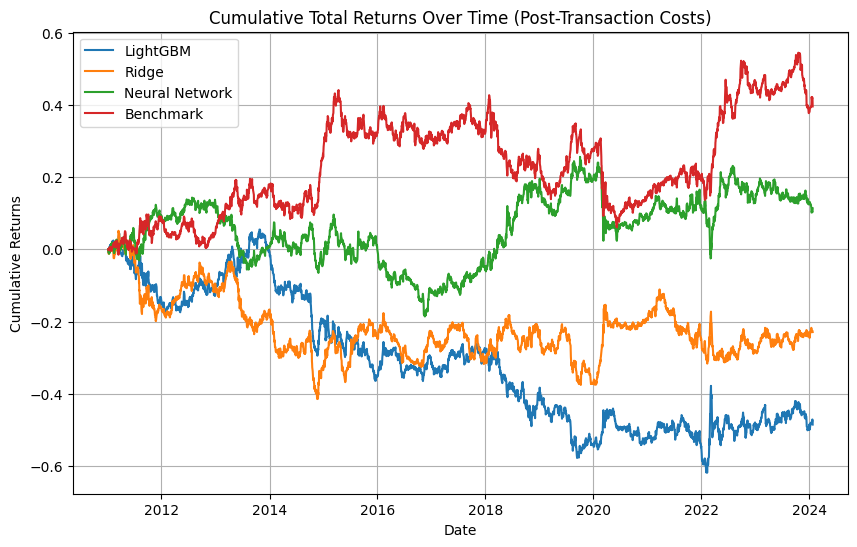 Cumulative Total Returns Over Time (Post-Transaction Costs)
LightGBM
Ridge
Neural Network
Benchmark
Cumulative Returns
0.6
0.4
0.2
0.0
−0.2
−0.4
−0.6
2012 2014 2016 2018 2020 2022 2024
Date